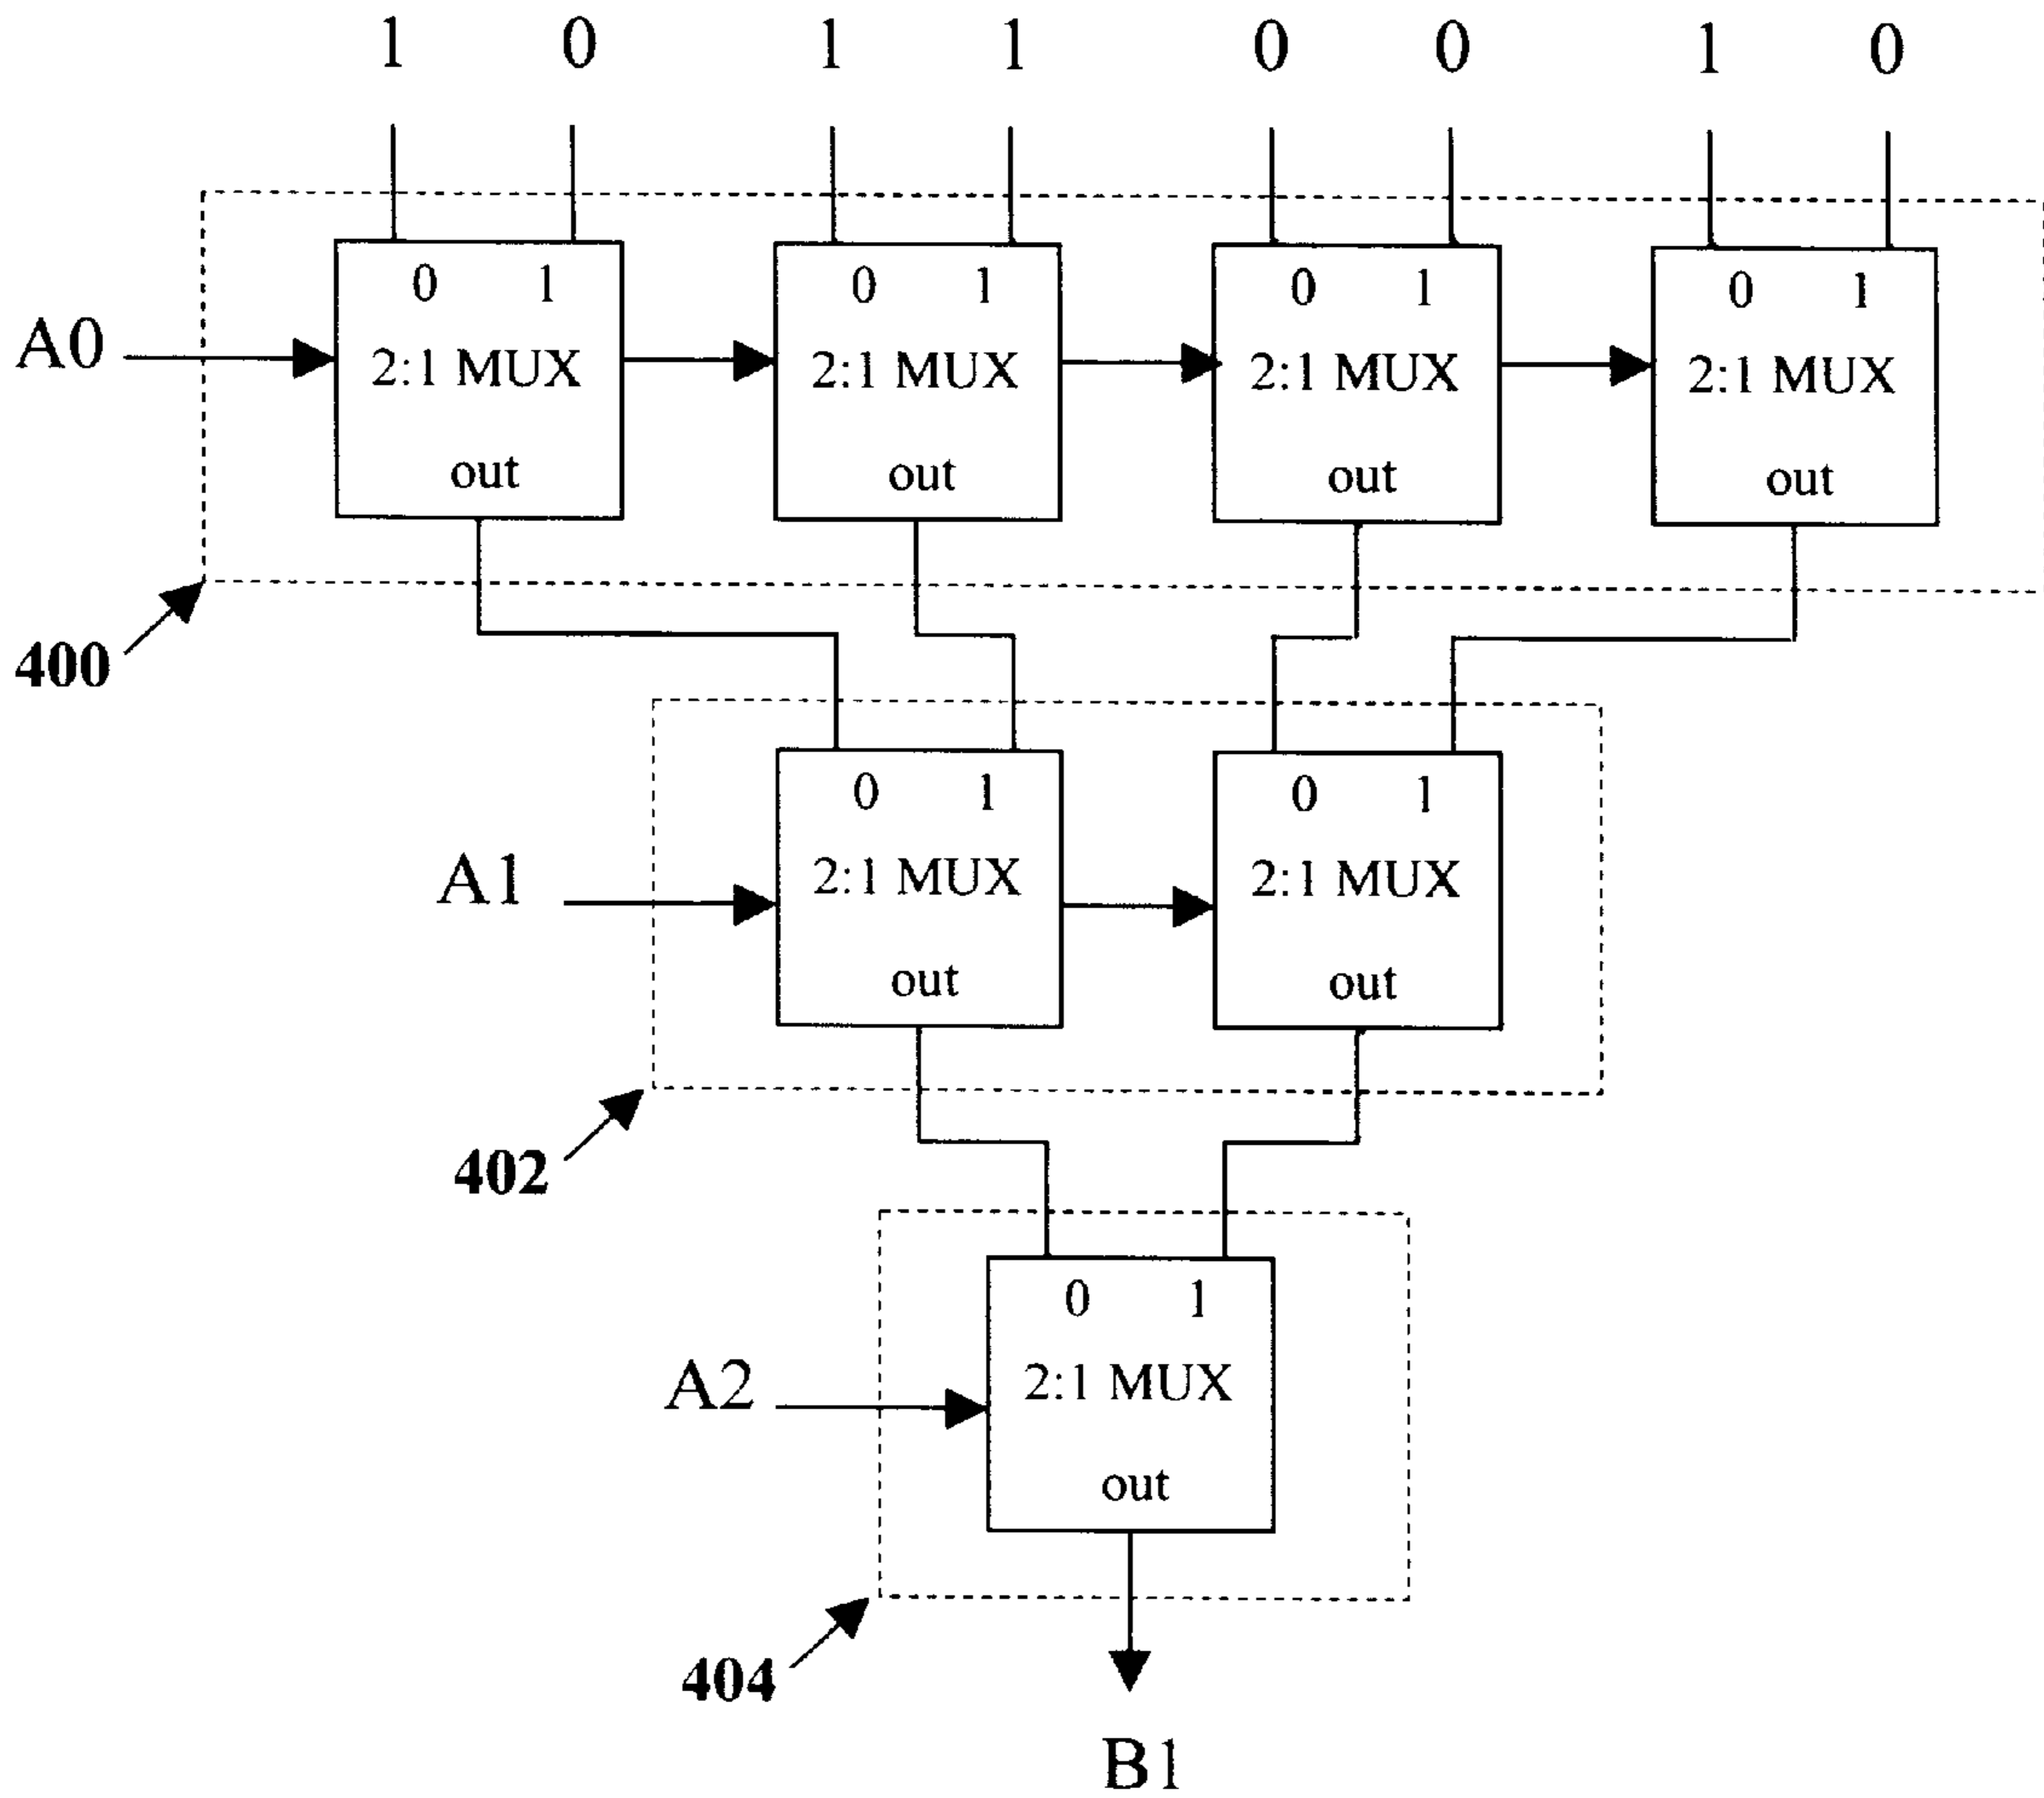 1 0 1 1 0 0 1 0
0 1 0 1 0 1 0 1
A0 2:1 MUX 2:1 MUX 2:1 MUX 2:1 MUX
out out out out
400
0 1 0 1
A1 2:1 MUX 2:1 MUX
out out
402
0 1
A2 2:1 MUX
out
404
B1